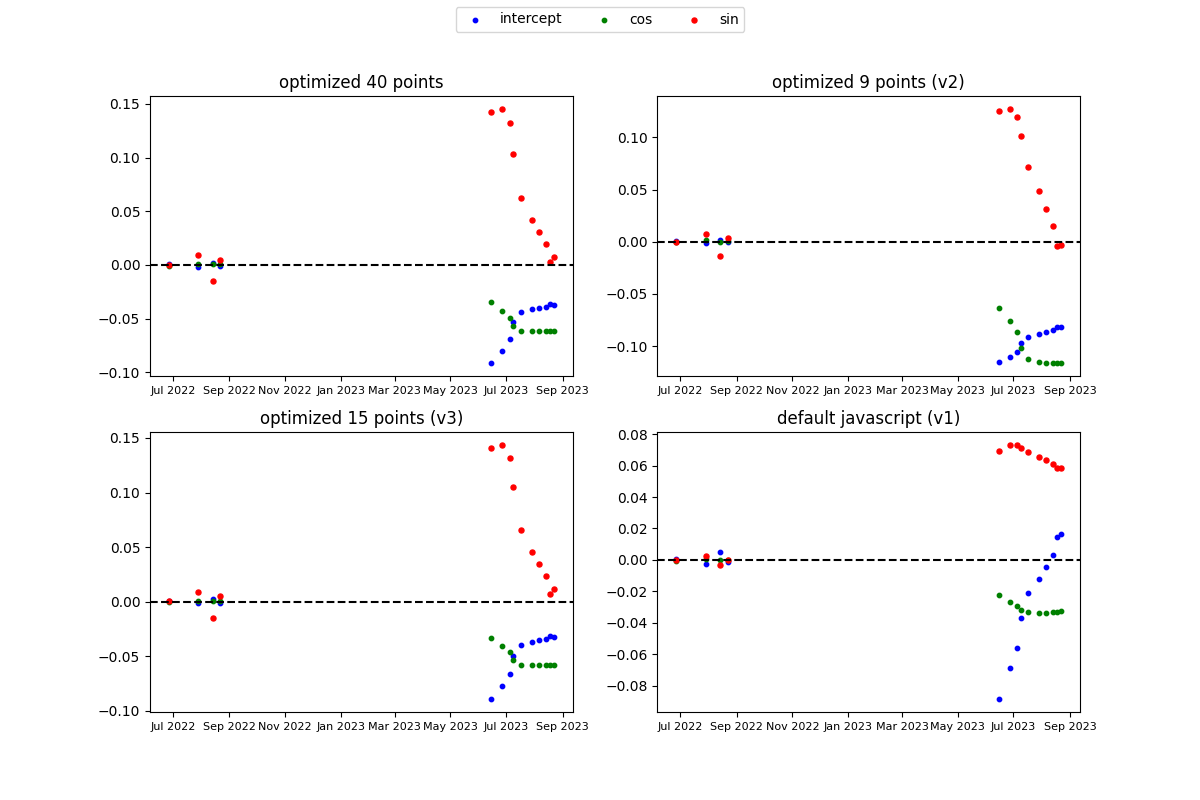 intercept cos sin
optimized 40 points
0.15
0.10
0.05
0.00
−0.05
−0.10
Jul 2022 Sep 2022 Nov 2022 Jan 2023 Mar 2023 May 2023 Jul 2023 Sep 2023
optimized 9 points (v2)
0.10
0.05
0.00
−0.05
−0.10
Jul 2022 Sep 2022 Nov 2022 Jan 2023 Mar 2023 May 2023 Jul 2023 Sep 2023
optimized 15 points (v3)
0.15
0.10
0.05
0.00
−0.05
−0.10
Jul 2022 Sep 2022 Nov 2022 Jan 2023 Mar 2023 May 2023 Jul 2023 Sep 2023
default javascript (v1)
0.08
0.06
0.04
0.02
0.00
−0.02
−0.04
−0.06
−0.08
Jul 2022 Sep 2022 Nov 2022 Jan 2023 Mar 2023 May 2023 Jul 2023 Sep 2023